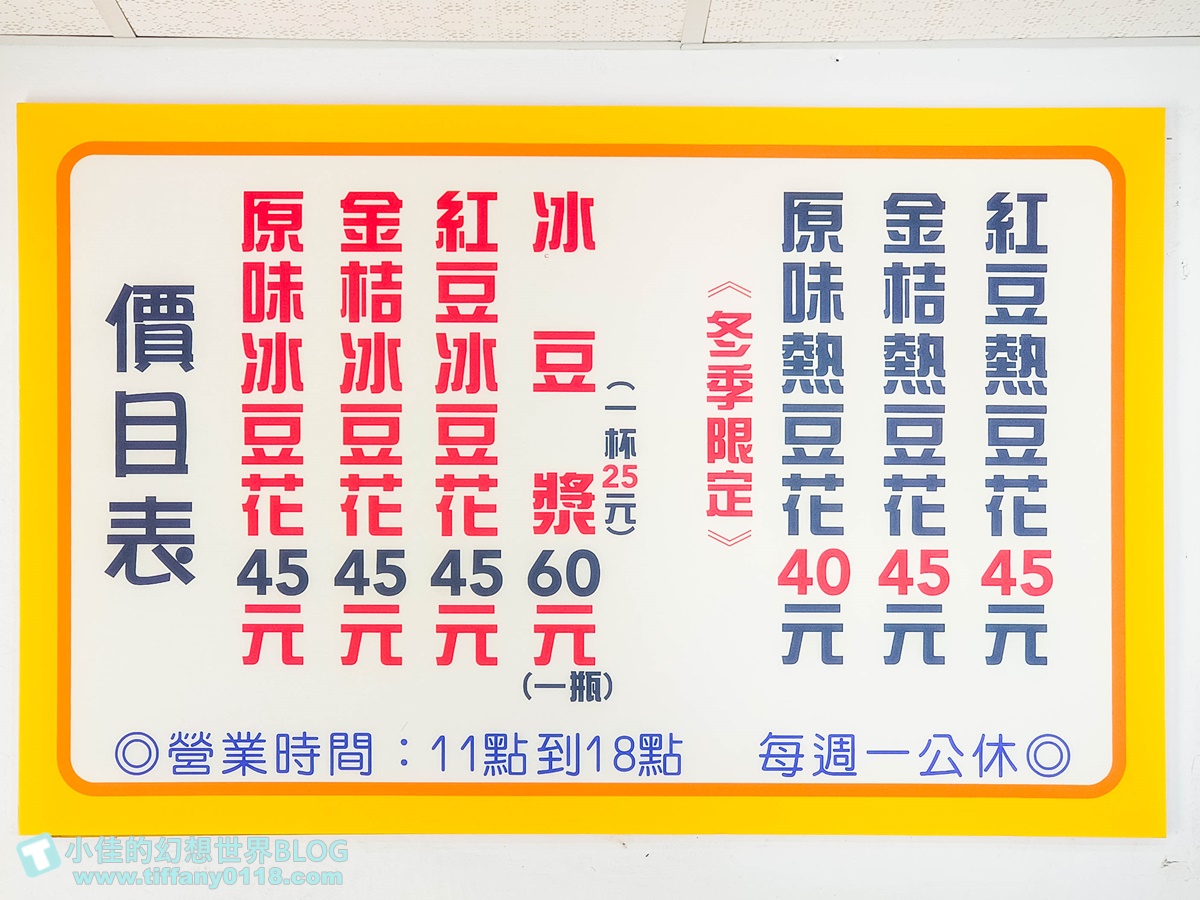 價目表
原味冰豆花45元
金桔冰豆花45元
紅豆冰豆花45元
冰豆漿60元
(一瓶)
(一杯25元)
《冬季限定》
原味熱豆花40元
金桔熱豆花45元
紅豆熱豆花45元
◎營業時間：11點到18點 每週一公休◎
小佳的幻想世界BLOG
www.tiffany0118.com